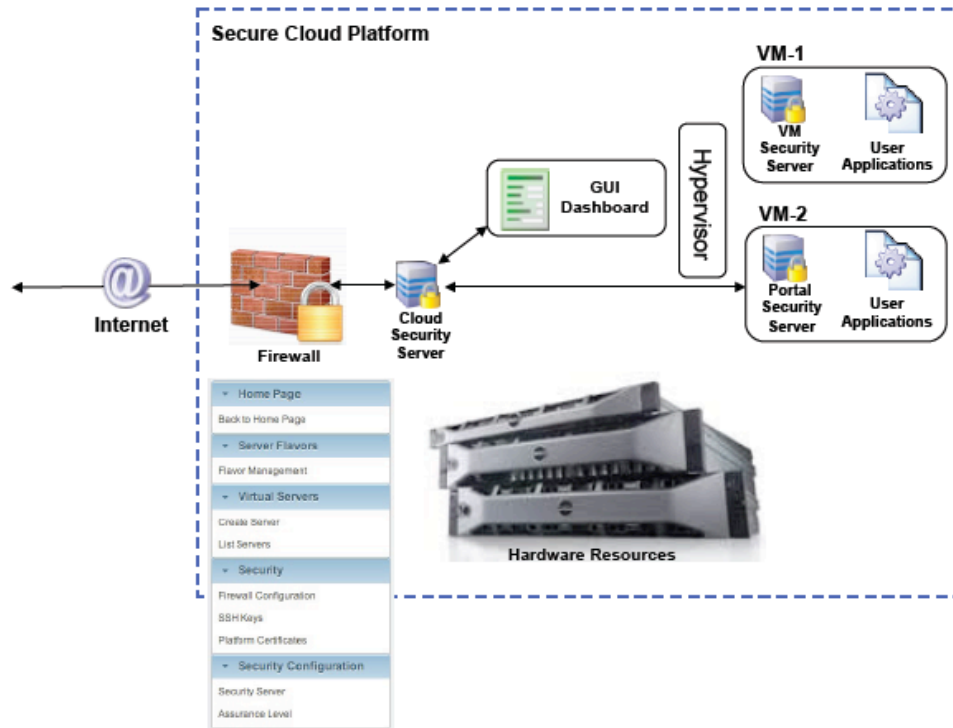 Secure Cloud Platform
VM-1
VM
Security
Server
User
Applications
Hypervisor
GUI
Dashboard
VM-2
Portal
Security
Server
User
Applications
Internet
Firewall
Cloud
Security
Server
Home Page
Back to Home Page
Server Flavors
Flavor Management
Virtual Servers
Create Server
List Servers
Security
Firewall Configuration
SSH Keys
Platform Certificates
Security Configuration
Security Server
Assurance Level
Hardware Resources